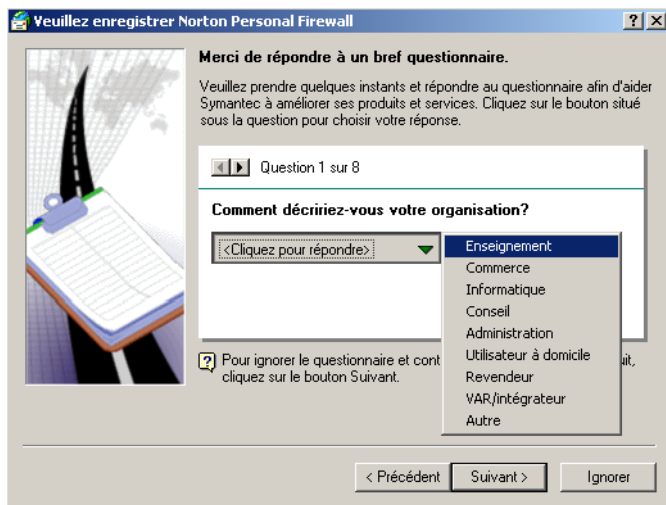 Veuillez enregistrer Norton Personal Firewall
Merci de répondre à un bref questionnaire.
Veuillez prendre quelques instants et répondre au questionnaire afin d'aider
Symantec à améliorer ses produits et services. Cliquez sur le bouton situé
sous la question pour choisir votre réponse.
Question 1 sur 8
Comment décririez-vous votre organisation?
<Cliquez pour répondre>
Enseignement
Commerce
Informatique
Conseil
Administration
Utilisateur à domicile
Revendeur
VAR/intégrateur
Autre
Pour ignorer le questionnaire et cont
cliquez sur le bouton Suivant.
< Précédent
Suivant >
Ignorer